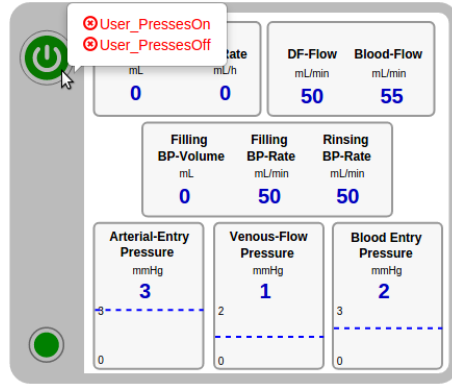 User_PressesOn
User_PressesOff
Rate
mL
mL/h
0
0
DF-Flow
Blood-Flow
mL/min
mL/min
50
55
Filling
BP-Volume
Filling
BP-Rate
Rinsing
BP-Rate
mL
mL/min
mL/min
0
50
50
Arterial-Entry
Pressure
mmHg
3
3
0
Venous-Flow
Pressure
mmHg
1
2
0
Blood Entry
Pressure
mmHg
2
3
0